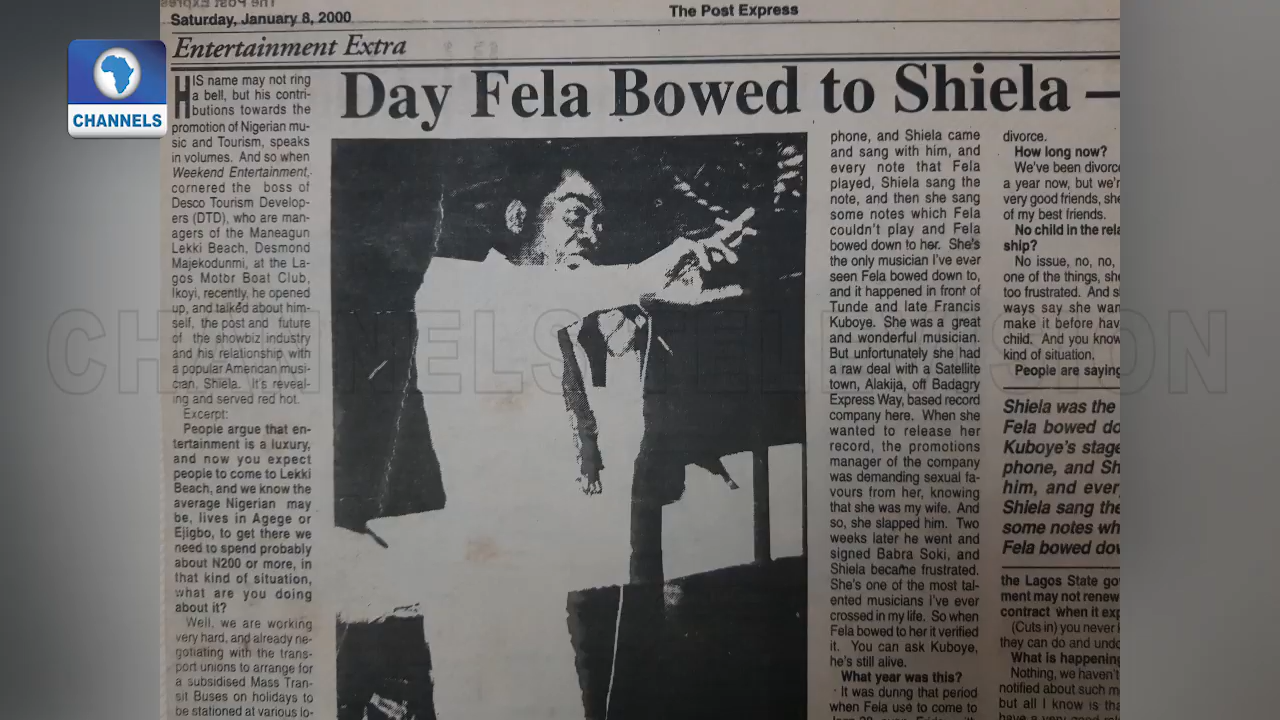 Saturday, January 8, 2000
The Post Express
Entertainment Extra
CHANNELS
CHANNELS TELEVISION
Day Fela Bowed to Shiela —
HIS name may not ring
a bell, but his contri-
butions towards the
promotion of Nigerian mu-
sic and Tourism, speaks
in volumes. And so when
Weekend Entertainment,
cornered the boss of
Desco Tourism Develop-
ers (DTD), who are man-
agers of the Maneagun
Lekki Beach, Desmond
Majekodunmi, at the La-
gos Motor Boat Club,
Ikoyi, recently, he opened
up, and talked about him-
self, the post and future
of the showbiz industry
and his relationship with
a popular American musi-
cian, Shiela. It's reveal-
ing and served red hot.
Excerpt:
People argue that en-
tertainment is a luxury,
and now you expect
people to come to Lekki
Beach, and we know the
average Nigerian may
be, lives in Agege or
Ejigbo, to get there we
need to spend probably
about N200 or more, in
that kind of situation,
what are you doing
about it?
Well, we are working
very hard, and already ne-
gotiating with the trans-
port unions to arrange for
a subsidised Mass Tran-
sit Buses on holidays to
be stationed at various lo-
phone, and Shiela came
and sang with him, and
every note that Fela
played, Shiela sang the
note, and then she sang
some notes which Fela
couldn't play and Fela
bowed down to her. She's
the only musician I've ever
seen Fela bowed down to,
and it happened in front of
Tunde and late Francis
Kuboye. She was a great
and wonderful musician.
But unfortunately she had
a raw deal with a Satellite
town, Alakija, off Badagry
Express Way, based record
company here. When she
wanted to release her
record, the promotions
manager of the company
was demanding sexual fa-
vours from her, knowing
that she was my wife. And
so, she slapped him. Two
weeks later he went and
signed Babra Soki, and
Shiela became frustrated.
She's one of the most tal-
ented musicians I've ever
crossed in my life. So when
Fela bowed to her it verified
it. You can ask Kuboye,
he's still alive.
What year was this?
It was during that period
when Fela use to come to
divorce.
How long now?
We've been divorc
a year now, but we'r
very good friends, she
of my best friends.
No child in the rela
ship?
No issue, no, no,
one of the things, she
too frustrated. And s
ways say she wan
make it before hav
child. And you know
kind of situation.
People are saying
Shiela was the
Fela bowed do
Kuboye's stage
phone, and Sh
him, and ever
Shiela sang the
some notes wh
Fela bowed dow
the Lagos State go
ment may not renew
contract when it exp
(Cuts in) you never
they can do and undo
What is happening
Nothing, we haven't
notified about such m
but all I know is tha